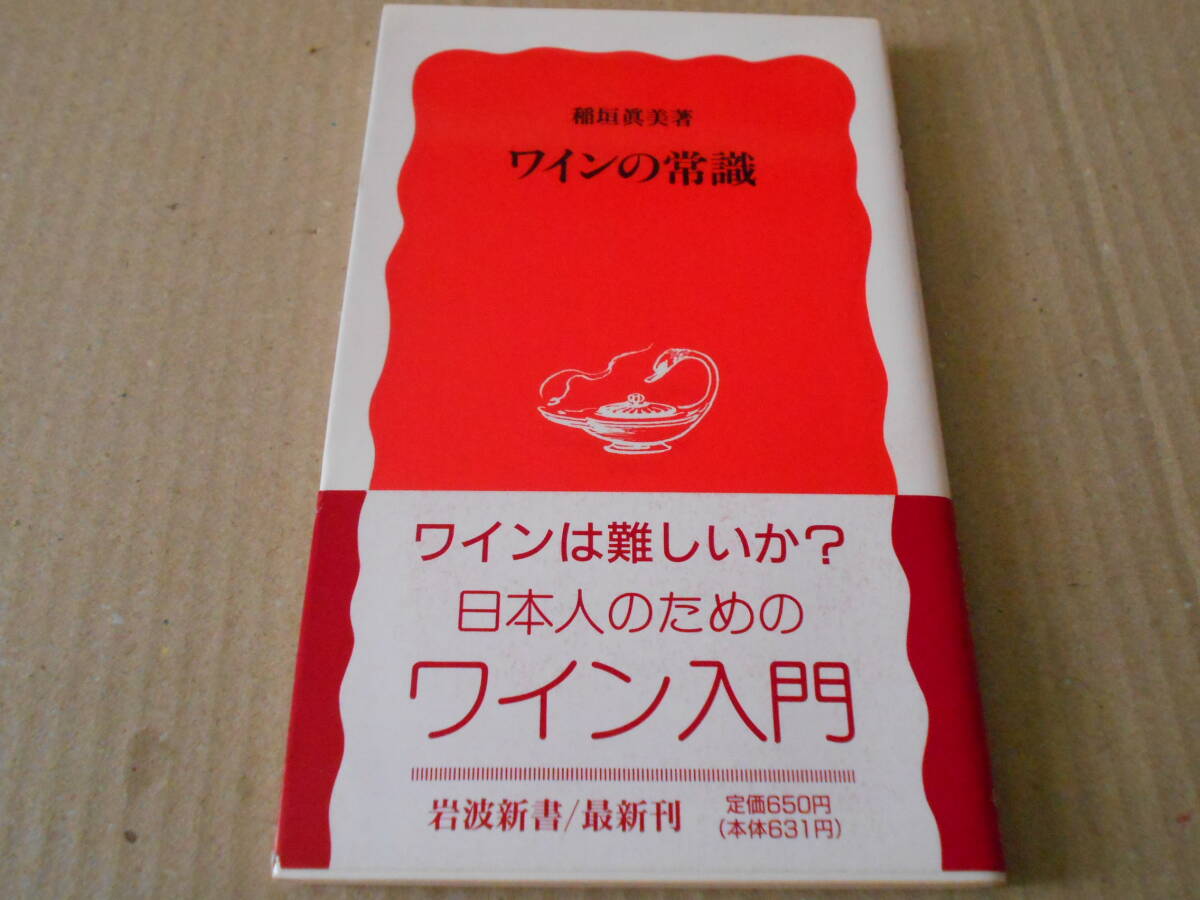 稲垣眞美著
ワインの常識
ワインは難しいか?
日本人のための
ワイン入門
岩波新書/最新刊
定価650円
(本体631円)